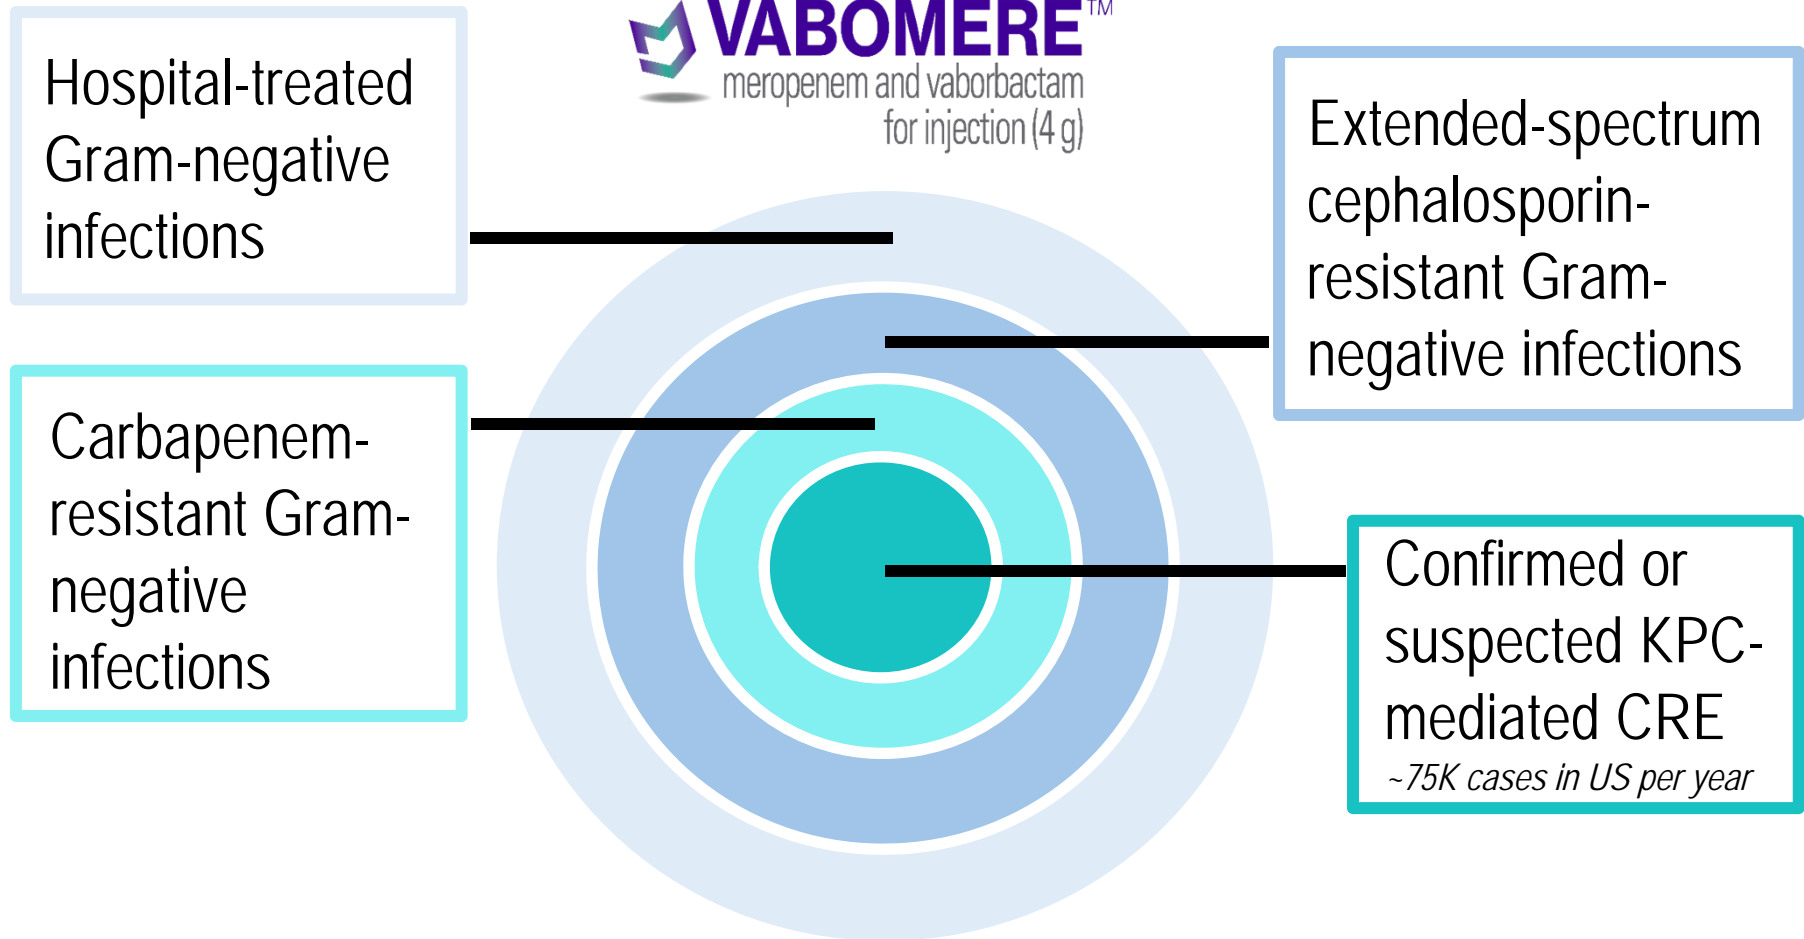 VABOMERE™
meropenem and vaborbactam
for injection (4 g)
Hospital-treated
Gram-negative
infections
Extended-spectrum
cephalosporin-
resistant Gram-
negative infections
Carbapenem-
resistant Gram-
negative
infections
Confirmed or
suspected KPC-
mediated CRE
~75K cases in US per year